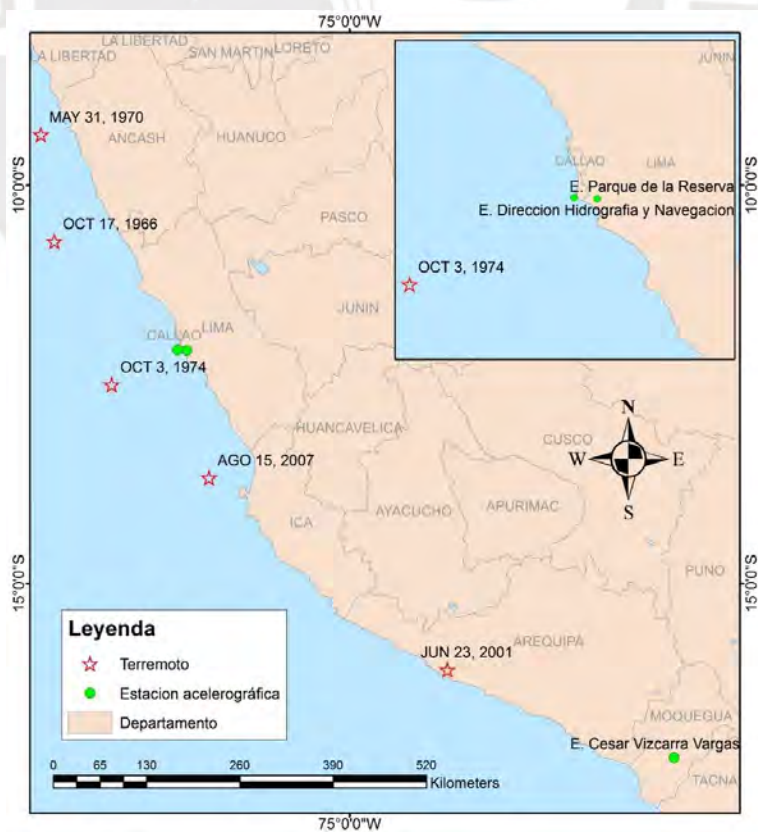 75°0'0"W
LA LIBERTAD
LA LIBERTAD
SAN MARTIN
LORETO
MAY 31, 1970
ANCASH
HUANUCO
10°0'0"S
OCT 17, 1966
PASCO
JUNIN
CALLAO
LIMA
OCT 3, 1974
HUANCAVELICA
AGO 15, 2007
ICA
AYACUCHO
APURIMAC
CUSCO
PUNO
15°0'0"S
AREQUIPA
JUN 23, 2001
MOQUEGUA
E. Cesar Vizcarra Vargas
TACNA
JUNIN
CALLAO
LIMA
E. Parque de la Reserva
E. Direccion Hidrografia y Navegacion
OCT 3, 1974
10°0'0"S
N
W
E
S
15°0'0"S
Leyenda
Terremoto
Estacion acelerográfica
Departamento
0 65 130 260 390 520
Kilometers
75°0'0"W